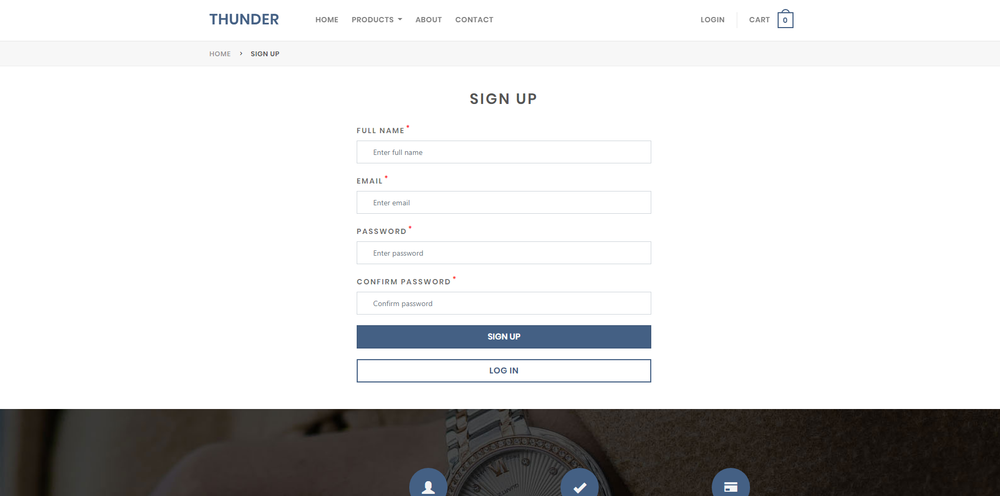 THUNDER HOME PRODUCTS ABOUT CONTACT LOGIN CART 0
HOME > SIGN UP
SIGN UP
FULL NAME*
Enter full name
EMAIL*
Enter email
PASSWORD*
Enter password
CONFIRM PASSWORD*
Confirm password
SIGN UP
LOG IN